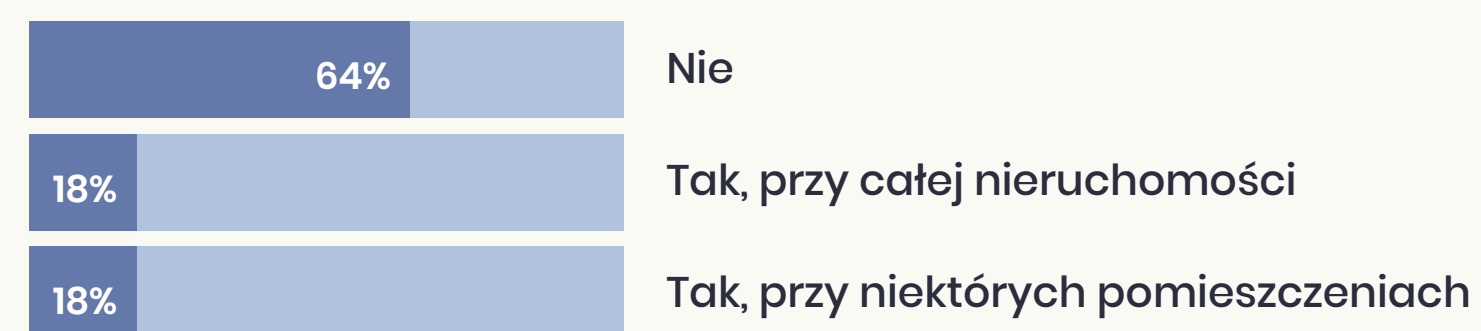 64% Nie
18% Tak, przy całej nieruchomości
18% Tak, przy niektórych pomieszczeniach